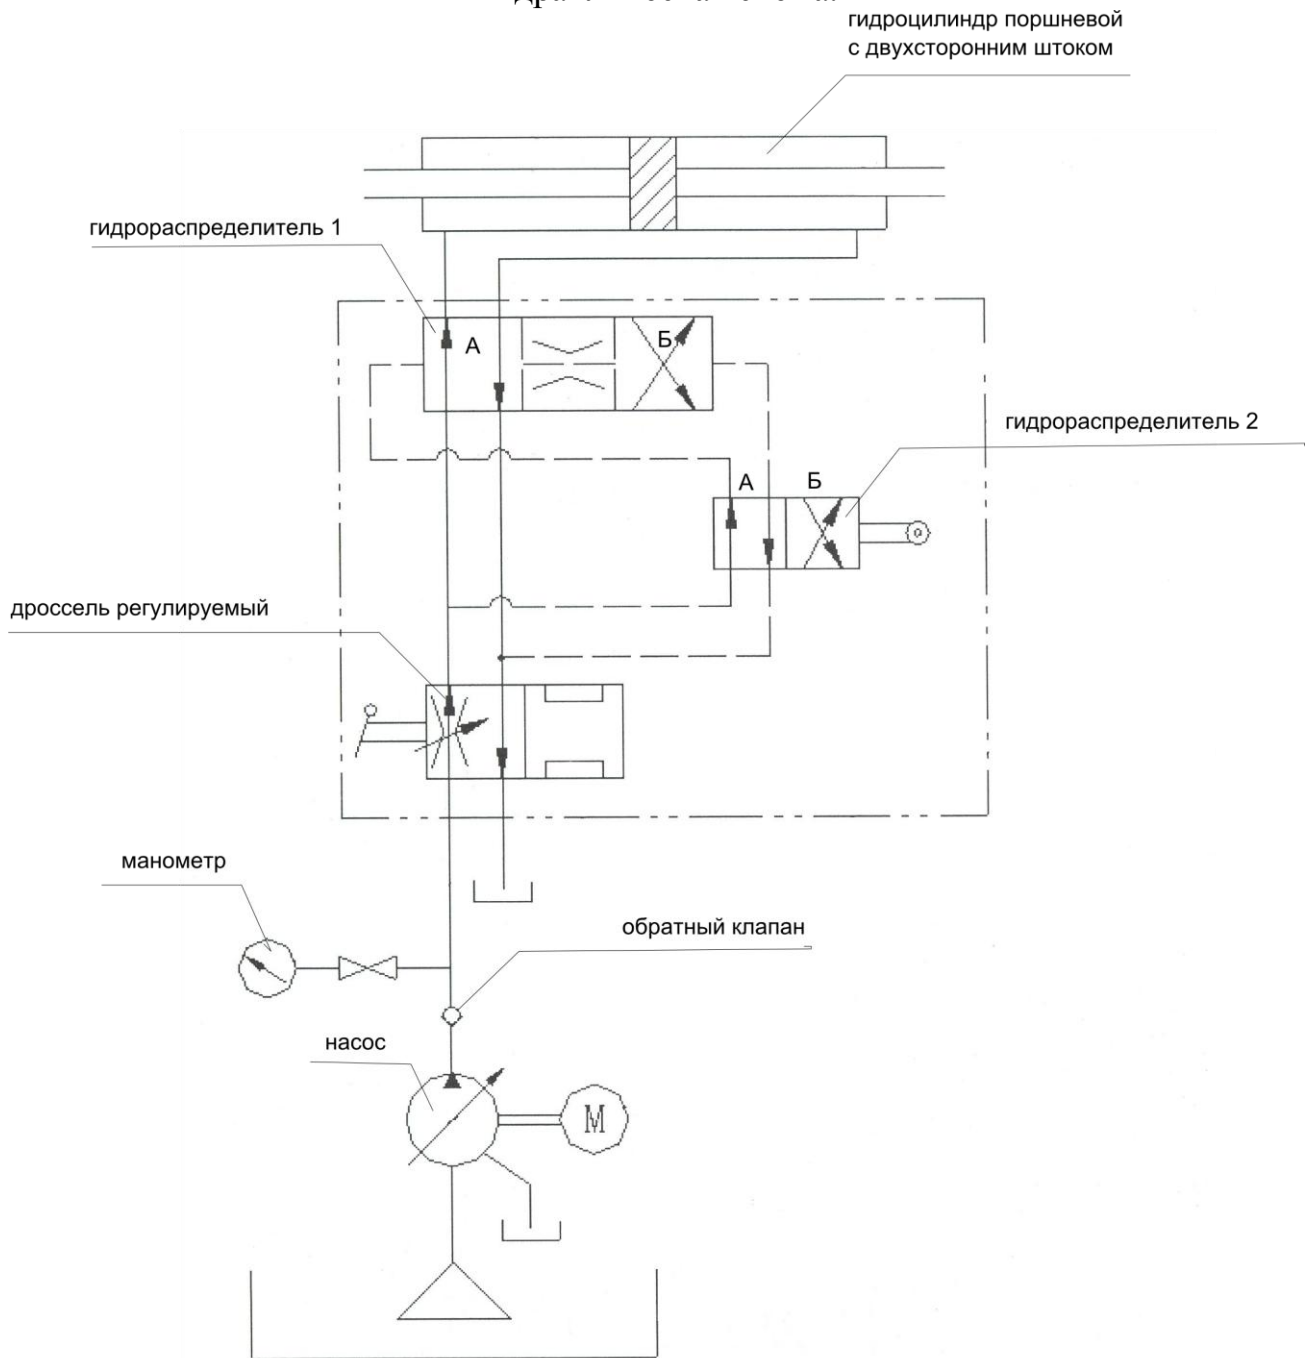 гидроцилиндр поршневой
с двухсторонним штоком
гидрораспределитель 1
А
Б
гидрораспределитель 2
А
Б
дроссель регулируемый
манометр
обратный клапан
насос
М